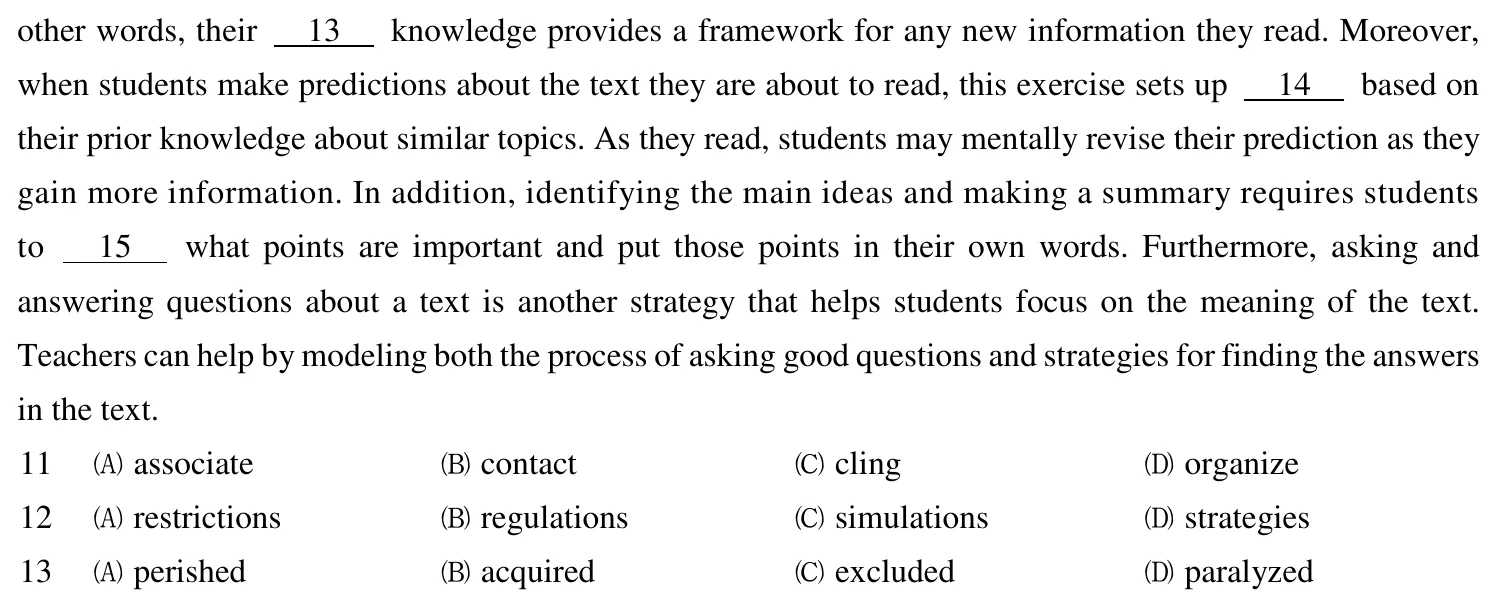 other words, their 13 knowledge provides a framework for any new information they read. Moreover,
when students make predictions about the text they are about to read, this exercise sets up 14 based on
their prior knowledge about similar topics. As they read, students may mentally revise their prediction as they
gain more information. In addition, identifying the main ideas and making a summary requires students
to 15 what points are important and put those points in their own words. Furthermore, asking and
answering questions about a text is another strategy that helps students focus on the meaning of the text.
Teachers can help by modeling both the process of asking good questions and strategies for finding the answers
in the text.
11 (A) associate (B) contact (C) cling (D) organize
12 (A) restrictions (B) regulations (C) simulations (D) strategies
13 (A) perished (B) acquired (C) excluded (D) paralyzed